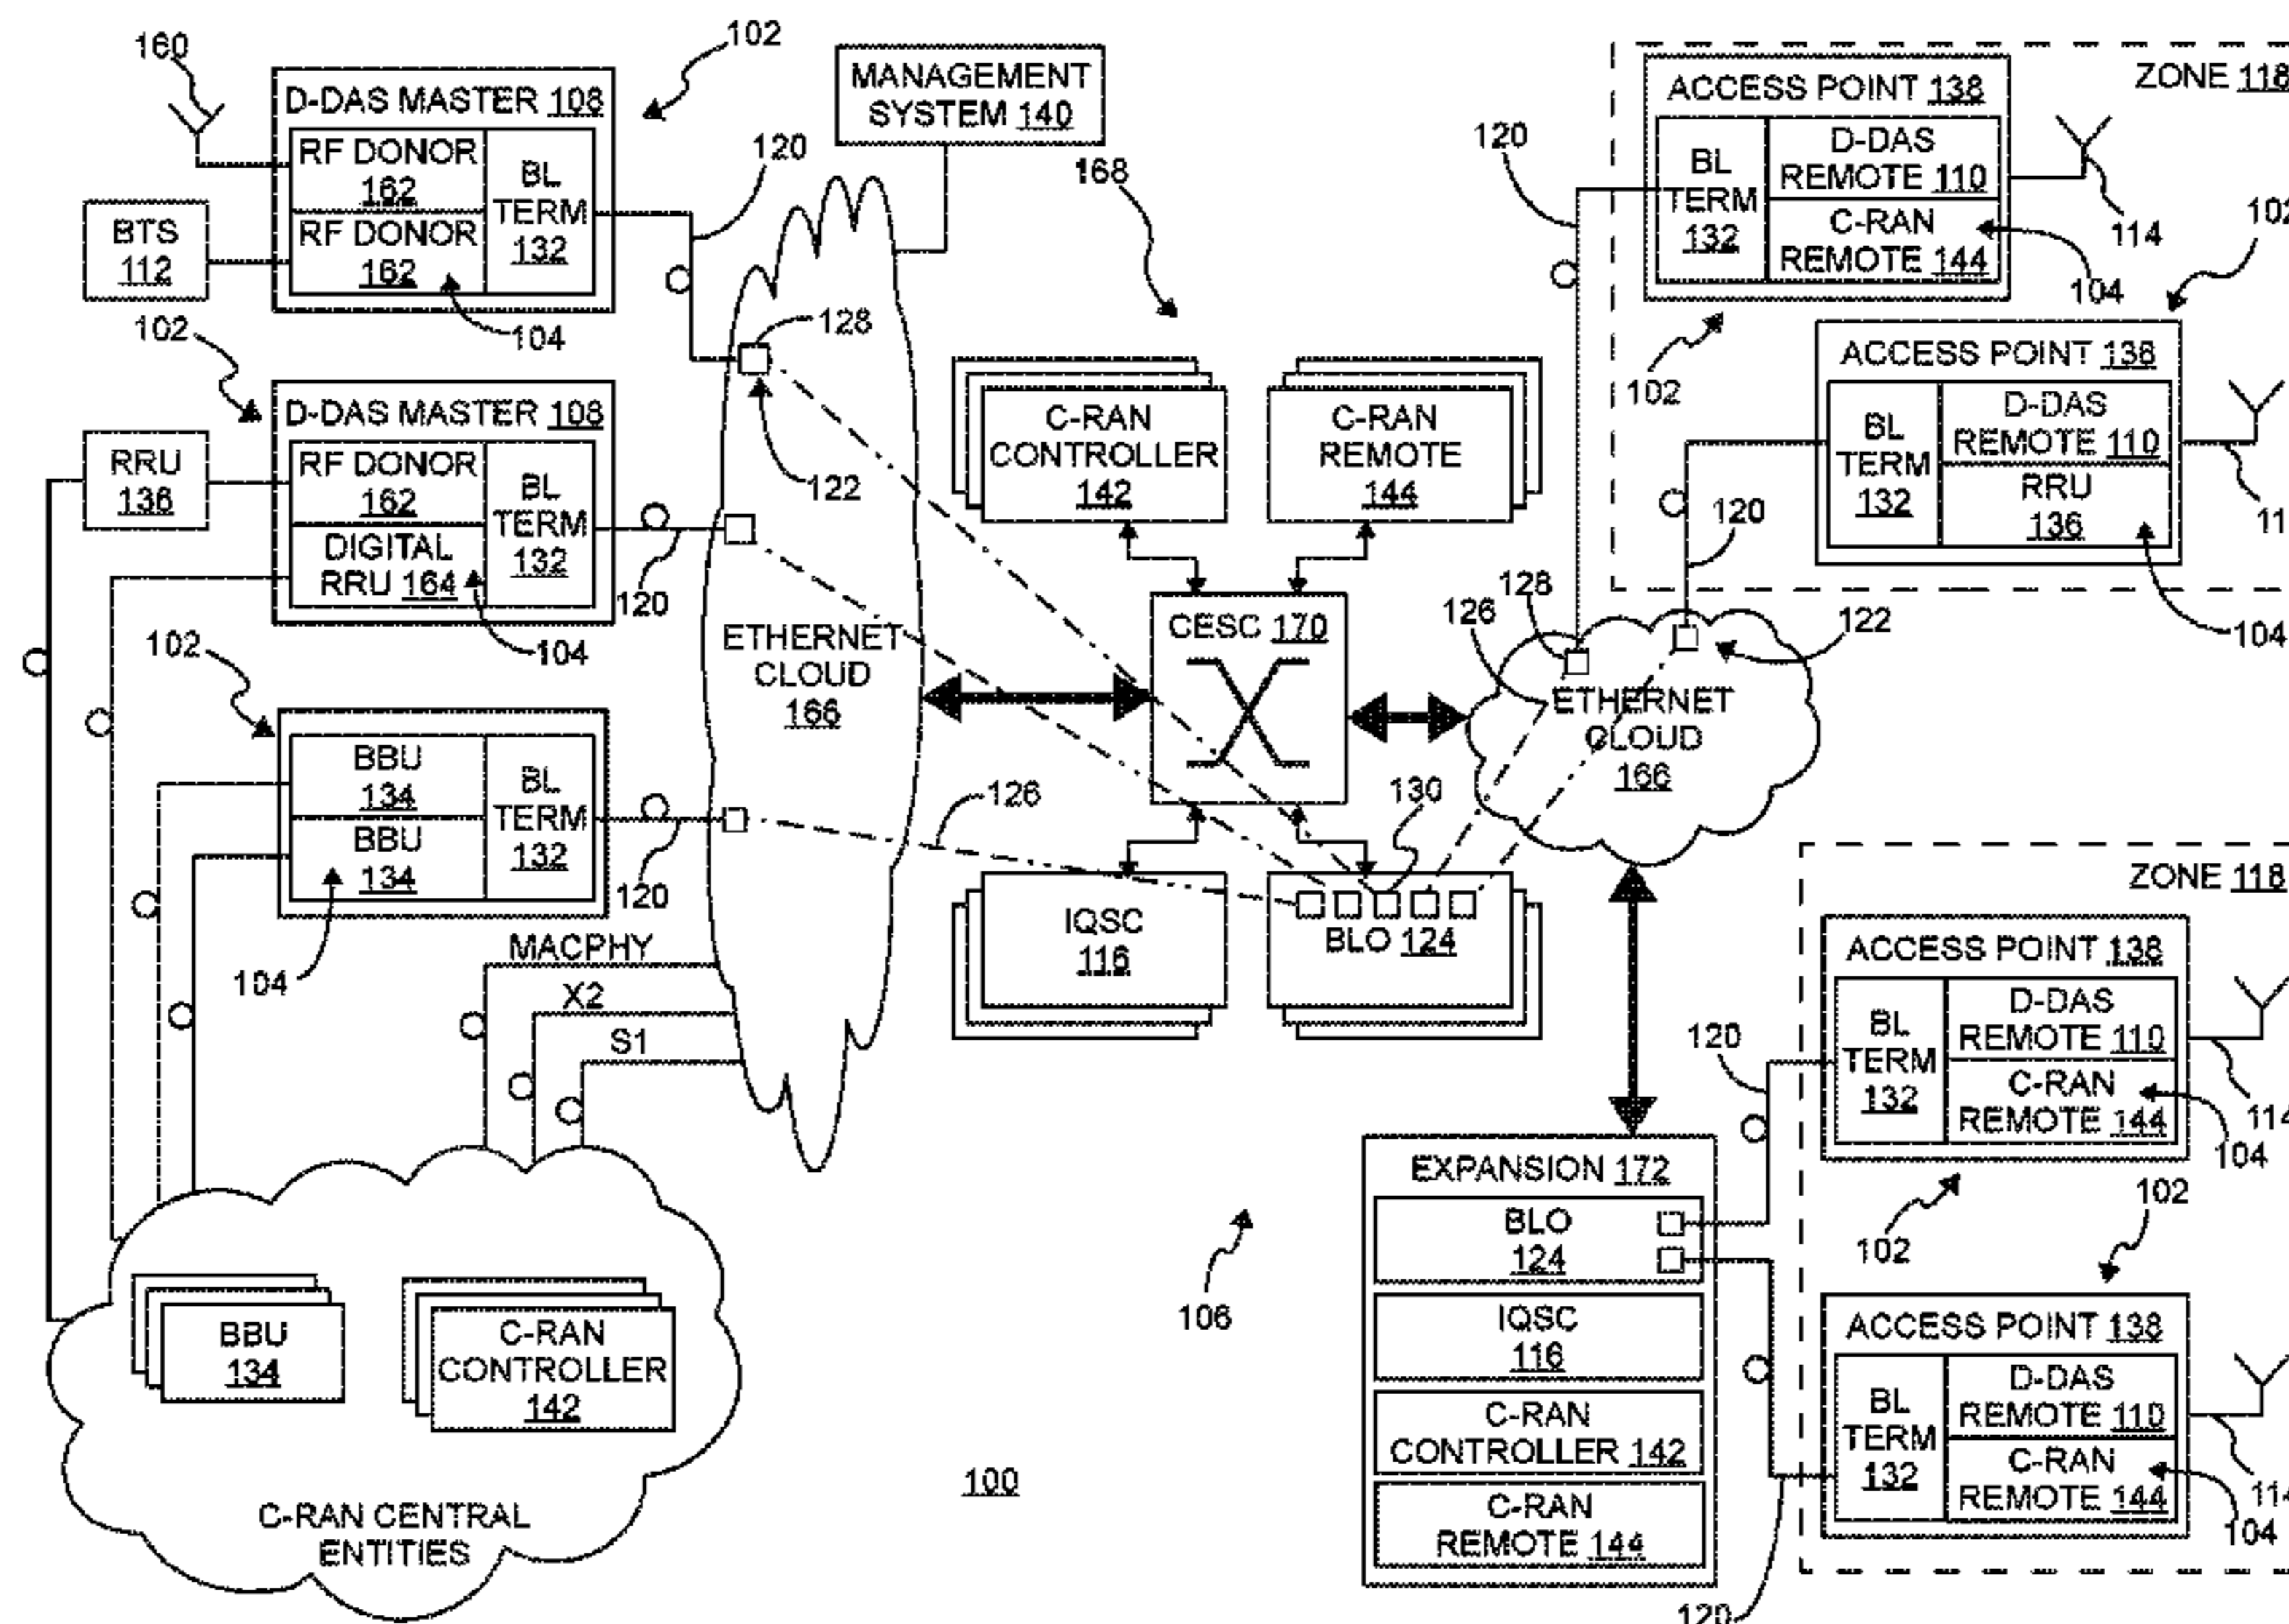 160
102
D-DAS MASTER 108
RF DONOR
162
RF DONOR
162
BL
TERM
132
104
BTS
112
120
MANAGEMENT
SYSTEM 140
168
128
122
102
D-DAS MASTER 108
RF DONOR
162
DIGITAL
RRU 164
BL
TERM
132
104
RRU
136
120
102
BBU
134
BBU
134
BL
TERM
132
104
120
ETHERNET
CLOUD
166
126
MACPHY
X2
S1
BBU
134
C-RAN
CONTROLLER
142
C-RAN CENTRAL
ENTITIES
C-RAN
CONTROLLER
142
C-RAN
REMOTE
144
CESC 170
IQSC
116
130
BLO 124
126
128
122
ETHERNET
CLOUD
166
100
106
ZONE 118
ACCESS POINT 138
BL
TERM
132
D-DAS
REMOTE 110
C-RAN
REMOTE 144
120
114
104
102
102
ACCESS POINT 138
BL
TERM
132
D-DAS
REMOTE 110
RRU
136
120
11
104
EXPANSION 172
BLO
124
IQSC
116
C-RAN
CONTROLLER 142
C-RAN
REMOTE 144
ZONE 118
ACCESS POINT 138
BL
TERM
132
D-DAS
REMOTE 110
C-RAN
REMOTE 144
120
114
104
102
102
ACCESS POINT 138
BL
TERM
132
D-DAS
REMOTE 110
C-RAN
REMOTE 144
114
104
120